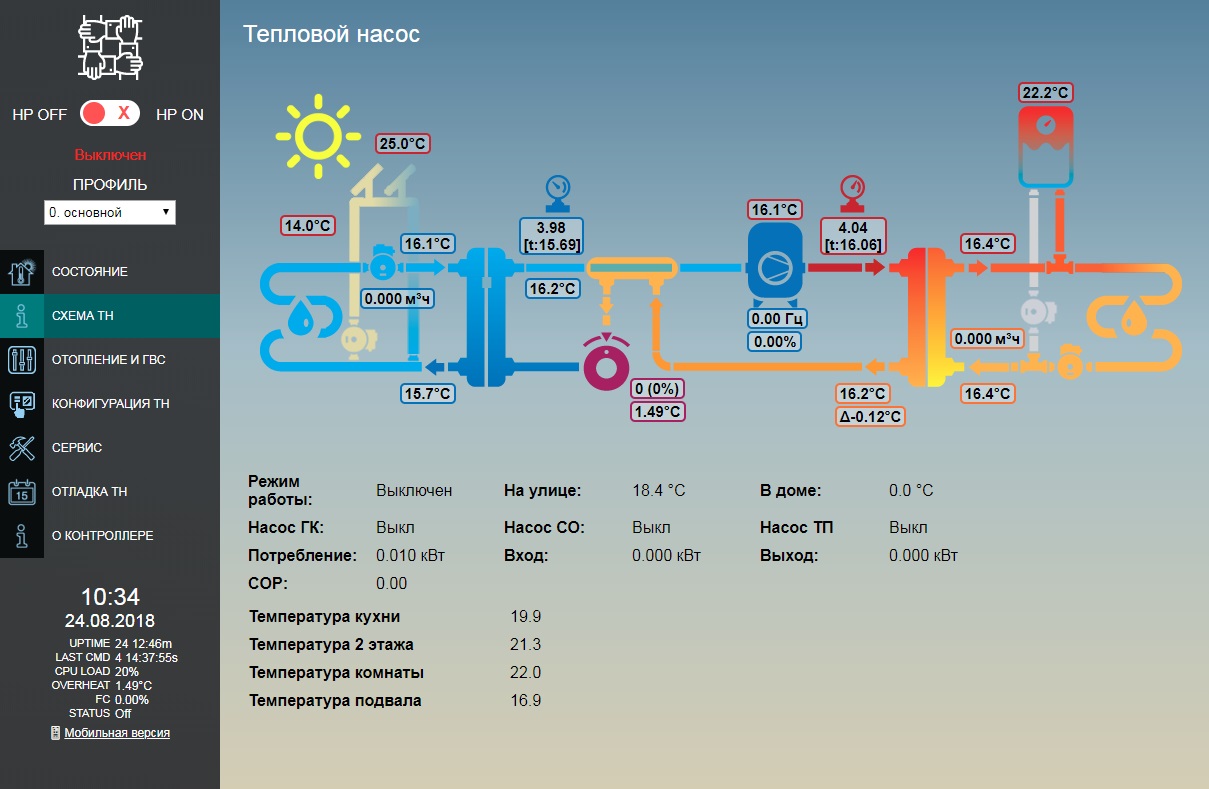 HP OFF X HP ON
Выключен
ПРОФИЛЬ
0. основной
СОСТОЯНИЕ
СХЕМА ТН
ОТОПЛЕНИЕ И ГВС
КОНФИГУРАЦИЯ ТН
СЕРВИС
15 ОТЛАДКА ТН
О КОНТРОЛЛЕРЕ
10:34
24.08.2018
UPTIME 24 12:46m
LAST CMD 4 14:37:55s
CPU LOAD 20%
OVERHEAT 1.49°C
FC 0.00%
STATUS Off
Мобильная версия
Тепловой насос
22.2°C
25.0°C
14.0°C
16.1°C
3.98
[t:15.69]
16.1°C
4.04
[t:16.06]
16.4°C
0.000 м³ч
16.2°C
0.00 Гц
0.00%
0.000 м³ч
15.7°C
0 (0%)
1.49°C
16.2°C
Δ-0.12°C
16.4°C
Режим
работы: Выключен На улице: 18.4 °C В доме: 0.0 °C
Насос ГК: Выкл Насос СО: Выкл Насос ТП Выкл
Потребление: 0.010 кВт Вход: 0.000 кВт Выход: 0.000 кВт
COP: 0.00
Температура кухни 19.9
Температура 2 этажа 21.3
Температура комнаты 22.0
Температура подвала 16.9